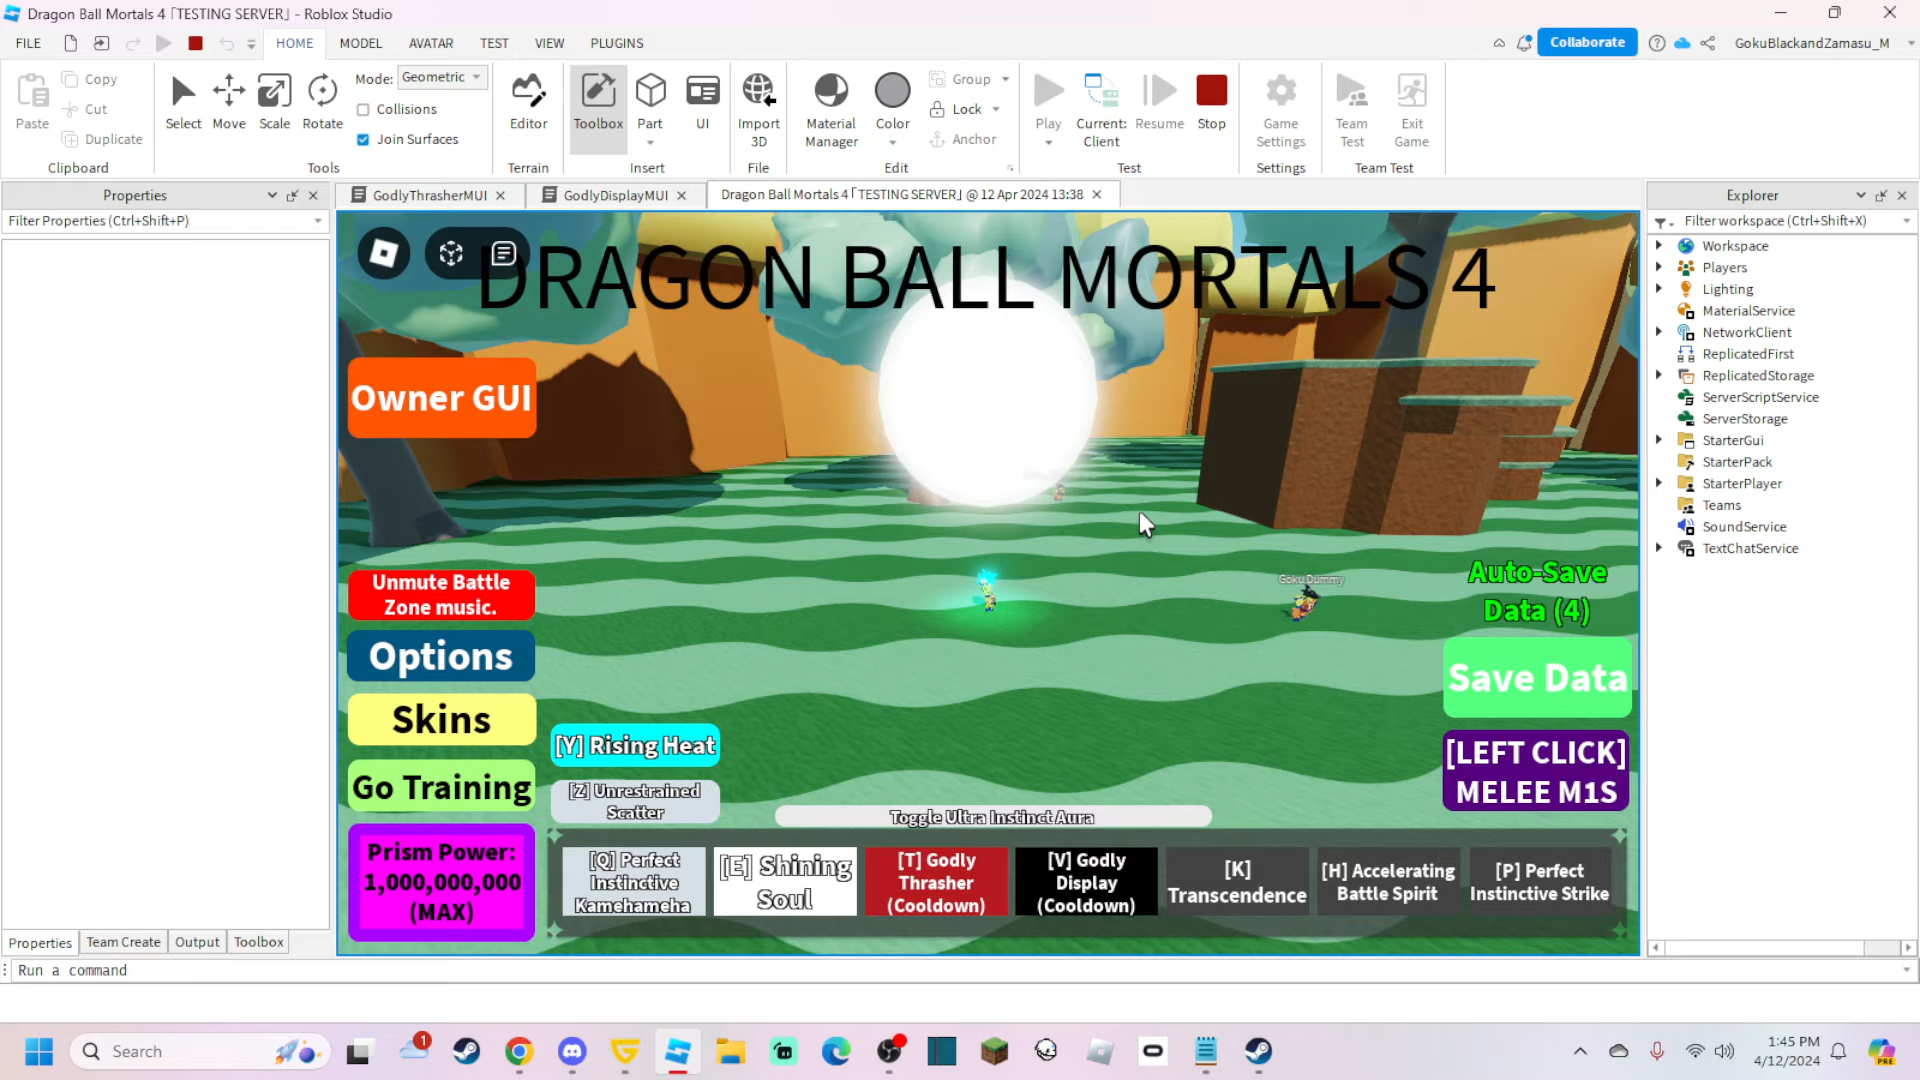 Dragon Ball Mortals 4「TESTING SERVER」 - Roblox Studio
FILE
HOME
MODEL
AVATAR
TEST
VIEW
PLUGINS
Collaborate
GokuBlackandZamasu_M
Paste
Copy
Cut
Duplicate
Clipboard
Select
Move
Scale
Rotate
Mode:
Geometric
Collisions
Join Surfaces
Tools
Editor
Terrain
Toolbox
Part
UI
Insert
Import
3D
File
Material
Manager
Color
Group
Lock
Anchor
Edit
Play
Current:
Client
Resume
Stop
Test
Game
Settings
Settings
Team
Test
Exit
Game
Team Test
Properties
Filter Properties (Ctrl+Shift+P)
GodlyThrasherMUI
GodlyDisplayMUI
Dragon Ball Mortals 4「TESTING SERVER」 @ 12 Apr 2024 13:38
Explorer
Filter workspace (Ctrl+Shift+X)
Workspace
Players
Lighting
MaterialService
NetworkClient
ReplicatedFirst
ReplicatedStorage
ServerScriptService
ServerStorage
StarterGui
StarterPack
StarterPlayer
Teams
SoundService
TextChatService
DRAGON BALL MORTALS 4
Owner GUI
Unmute Battle
Zone music.
Options
Skins
Go Training
Prism Power:
1,000,000,000
(MAX)
Goku Dummy
Auto-Save
Data (4)
Save Data
[LEFT CLICK]
MELEE M1S
[Y] Rising Heat
[Z] Unrestrained
Scatter
Toggle Ultra Instinct Aura
[Q] Perfect
Instinctive
Kamehameha
[E] Shining
Soul
[T] Godly
Thrasher
(Cooldown)
[V] Godly
Display
(Cooldown)
[K]
Transcendence
[H] Accelerating
Battle Spirit
[P] Perfect
Instinctive Strike
Properties
Team Create
Output
Toolbox
Run a command
Search
1
1:45 PM
4/12/2024
PRE